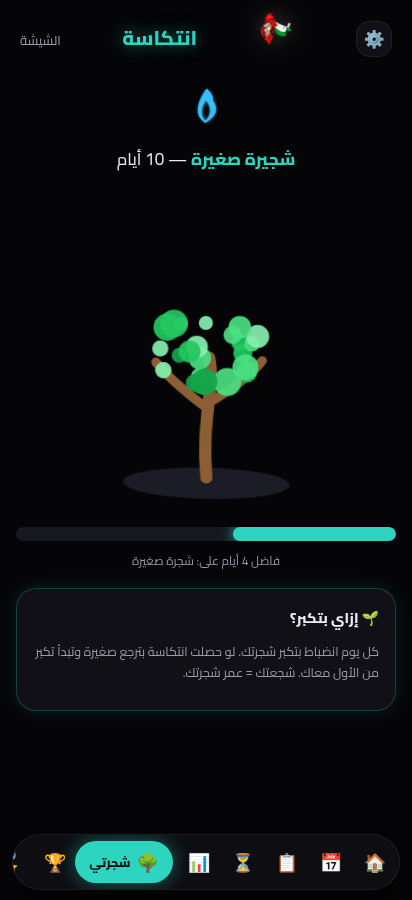 انتكاسة
الشيشة
شجيرة صغيرة — 10 أيام
فاضل 4 أيام على: شجرة صغيرة
إزاي بتكبر؟
كل يوم انضباط بتكبر شجرتك. لو حصلت انتكاسة بترجع صغيرة وتبدأ تكبر
من الأول معاك. شجعتك = عمر شجرتك.
شجرتي